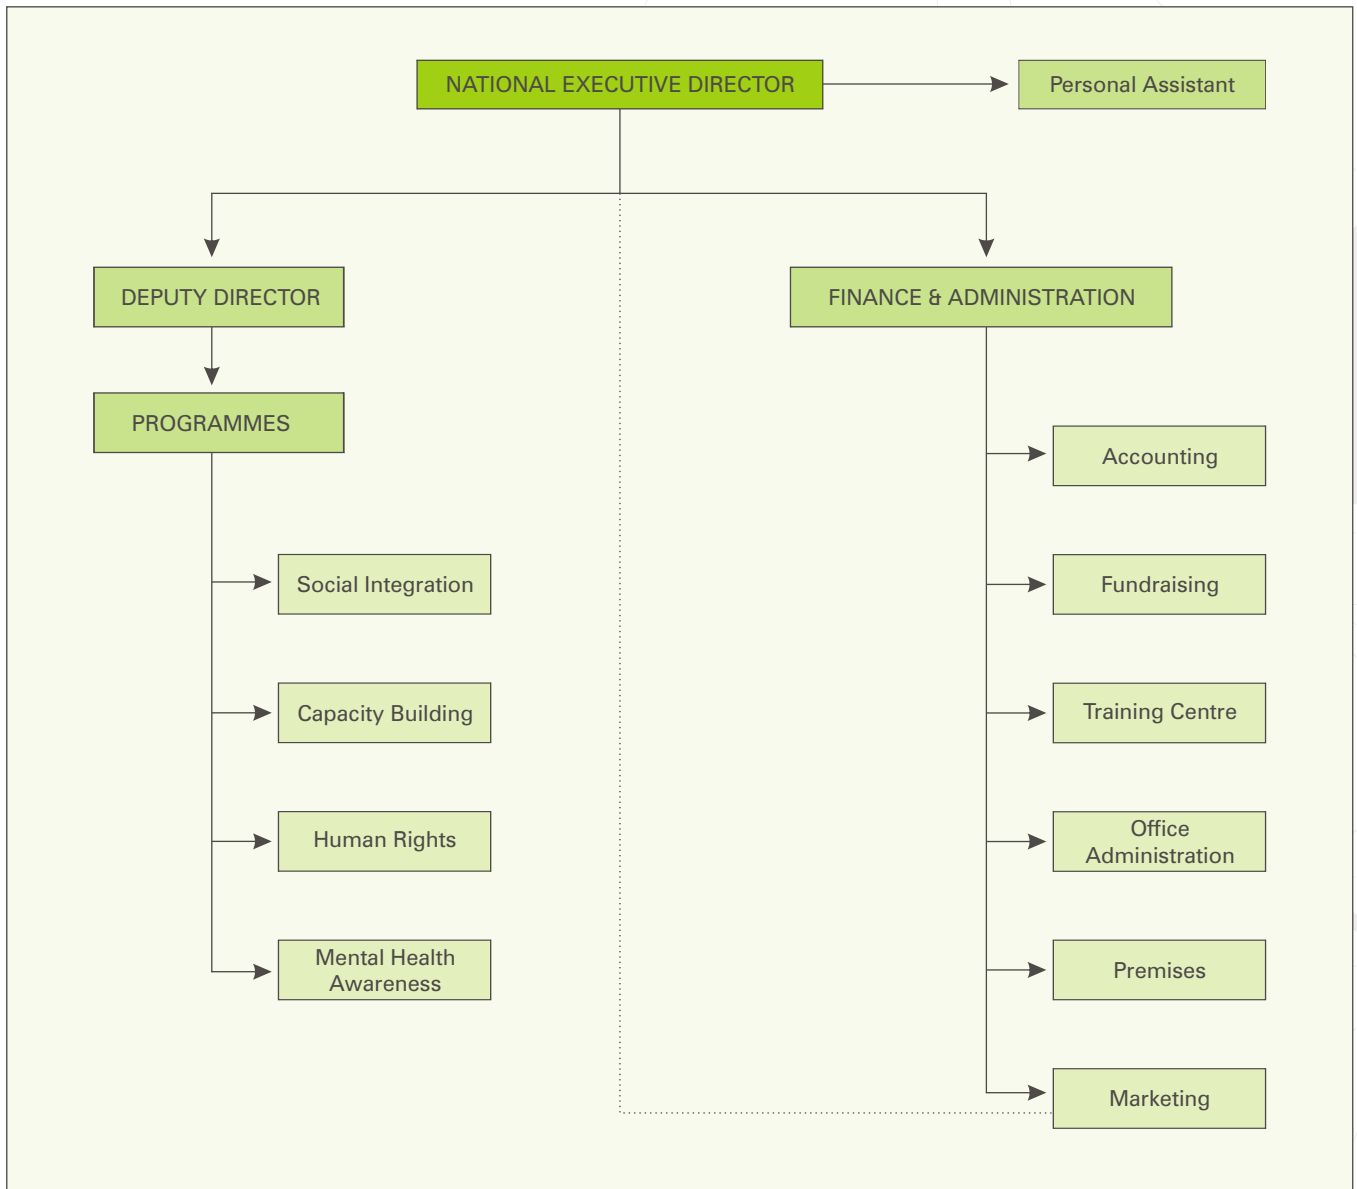 NATIONAL EXECUTIVE DIRECTOR
Personal Assistant
DEPUTY DIRECTOR
FINANCE & ADMINISTRATION
PROGRAMMES
Accounting
Social Integration
Fundraising
Capacity Building
Training Centre
Human Rights
Office
Administration
Mental Health
Awareness
Premises
Marketing